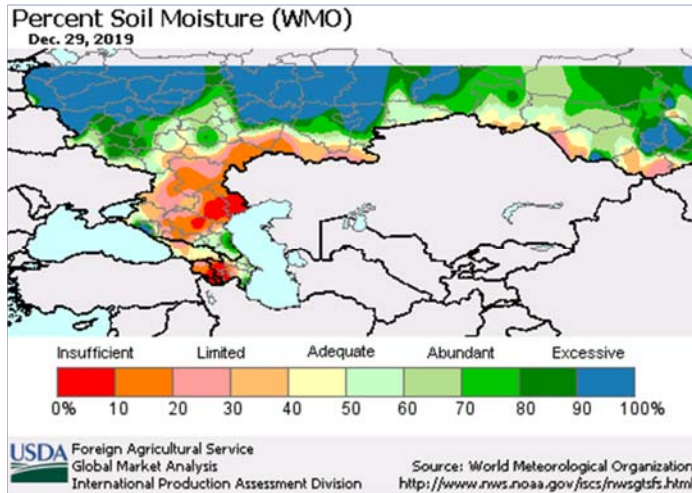 Percent Soil Moisture (WMO)
Dec. 29, 2019
Insufficient Limited Adequate Abundant Excessive
0% 10 20 30 40 50 60 70 80 90 100%
USDA
Foreign Agricultural Service
Global Market Analysis
International Production Assessment Division
Source: World Meteorological Organization
http://www.nws.noaa.gov/iscs/nwsgtsfs.html